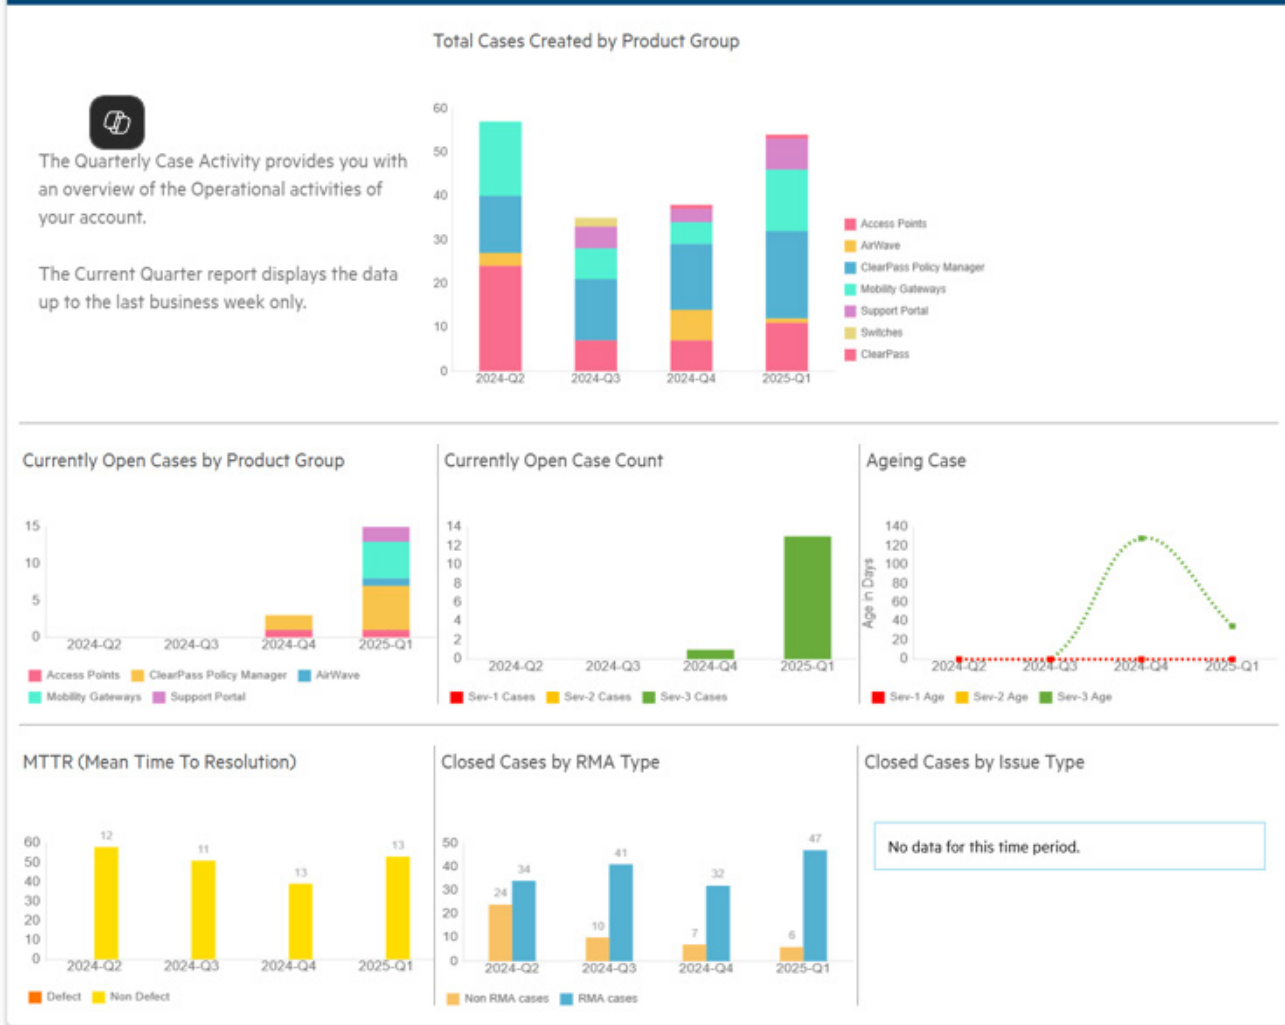 Total Cases Created by Product Group
The Quarterly Case Activity provides you with
an overview of the Operational activities of
your account.
The Current Quarter report displays the data
up to the last business week only.
60
50
40
30
20
10
0
2024-Q2 2024-Q3 2024-Q4 2025-Q1
Access Points
AirWave
ClearPass Policy Manager
Mobility Gateways
Support Portal
Switches
ClearPass
Currently Open Cases by Product Group
15
10
5
0
2024-Q2 2024-Q3 2024-Q4 2025-Q1
Access Points ClearPass Policy Manager AirWave
Mobility Gateways Support Portal
Currently Open Case Count
14
12
10
8
6
4
2
0
2024-Q2 2024-Q3 2024-Q4 2025-Q1
Sev-1 Cases Sev-2 Cases Sev-3 Cases
Ageing Case
Age in Days
140
120
100
80
60
40
20
0
2024-Q2 2024-Q3 2024-Q4 2025-Q1
Sev-1 Age Sev-2 Age Sev-3 Age
MTTR (Mean Time To Resolution)
60
50
40
30
20
10
0
12 11 13 13
2024-Q2 2024-Q3 2024-Q4 2025-Q1
Defect Non Defect
Closed Cases by RMA Type
50
40
30
20
10
0
24 34 10 41 7 32 6 47
2024-Q2 2024-Q3 2024-Q4 2025-Q1
Non RMA cases RMA cases
Closed Cases by Issue Type
No data for this time period.